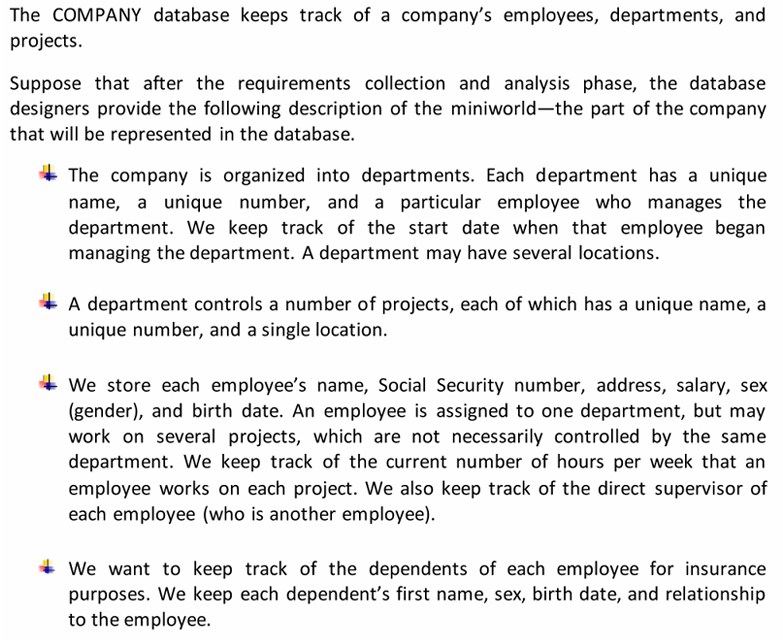 The COMPANY database keeps track of a company’s employees, departments, and
projects.
Suppose that after the requirements collection and analysis phase, the database
designers provide the following description of the miniworld—the part of the company
that will be represented in the database.
The company is organized into departments. Each department has a unique
name, a unique number, and a particular employee who manages the
department. We keep track of the start date when that employee began
managing the department. A department may have several locations.
A department controls a number of projects, each of which has a unique name, a
unique number, and a single location.
We store each employee’s name, Social Security number, address, salary, sex
(gender), and birth date. An employee is assigned to one department, but may
work on several projects, which are not necessarily controlled by the same
department. We keep track of the current number of hours per week that an
employee works on each project. We also keep track of the direct supervisor of
each employee (who is another employee).
We want to keep track of the dependents of each employee for insurance
purposes. We keep each dependent’s first name, sex, birth date, and relationship
to the employee.